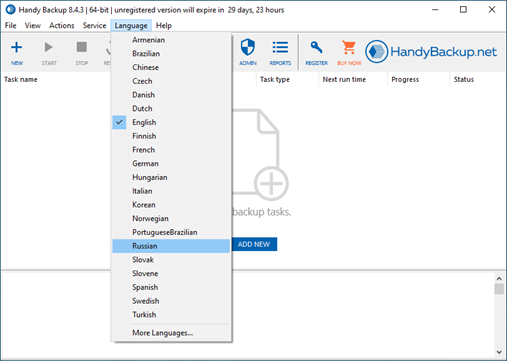 Handy Backup 8.4.3 | 64-bit | unregistered version will expire in 29 days, 23 hours
File View Actions Service Language Help
NEW START STOP ADMIN REPORTS REGISTER BUY NOW HandyBackup.net
Task name Task type Next run time Progress Status
Armenian
Brazilian
Chinese
Czech
Danish
Dutch
English
Finnish
French
German
Hungarian
Italian
Korean
Norwegian
backup tasks.
PortugueseBrazilian
Russian
ADD NEW
Slovak
Slovene
Spanish
Swedish
Turkish
More Languages...